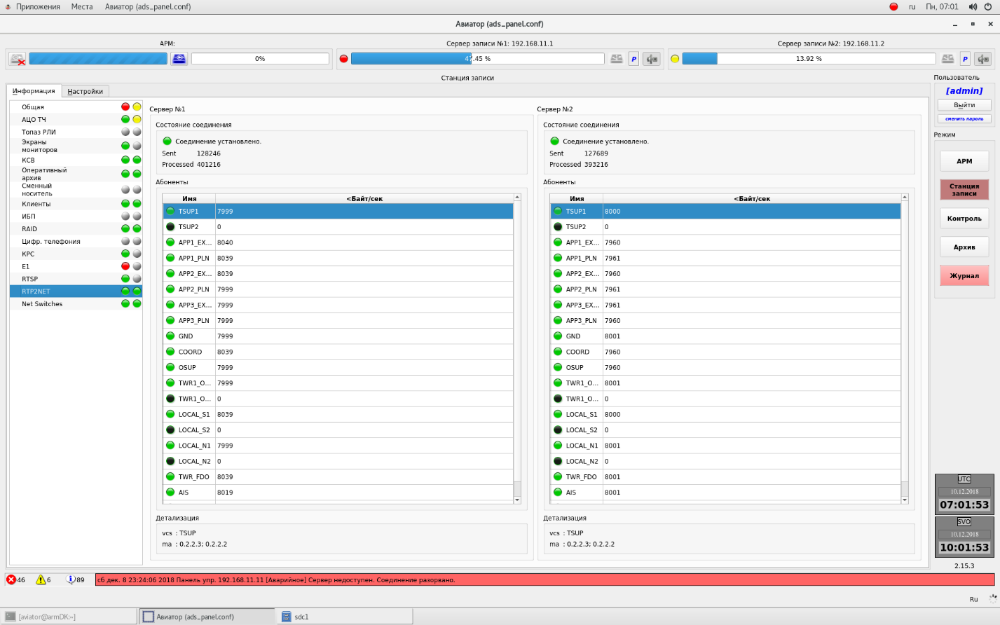 Приложения Места Авиатор (ads_panel.conf) ru Пн, 07:01
Авиатор (ads_panel.conf)
АРМ: Сервер записи №1: 192.168.11.1 Сервер записи №2: 192.168.11.2
0% 47.45 % P 13.92 % P
Станция записи
Пользователь
[admin]
Выйти
сменить пароль
Режим
АРМ
Станция
записи
Контроль
Архив
Журнал
Информация Настройки
Общая
АЦО ТЧ
Топаз РЛИ
Экраны
мониторов
КСВ
Оперативный
архив
Сменный
носитель
Клиенты
ИБП
RAID
Цифр. телефония
КРС
E1
RTSP
RTP2NET
Net Switches
Сервер №1
Состояние соединения
Соединение установлено.
Sent 128246
Processed 401216
Абоненты
Имя <Байт/сек
TSUP1 7999
TSUP2 0
APP1_EX... 8040
APP1_PLN 8039
APP2_EX... 8039
APP2_PLN 7999
APP3_EX... 7999
APP3_PLN 7999
GND 7999
COORD 8039
OSUP 7999
TWR1_O... 7999
TWR1_O... 0
LOCAL_S1 8039
LOCAL_S2 0
LOCAL_N1 7999
LOCAL_N2 0
TWR_FDO 8039
AIS 8019
Детализация
vcs : TSUP
ma : 0.2.2.3; 0.2.2.2
Сервер №2
Состояние соединения
Соединение установлено.
Sent 127689
Processed 393216
Абоненты
Имя <Байт/сек
TSUP1 8000
TSUP2 0
APP1_EX... 7960
APP1_PLN 7961
APP2_EX... 7960
APP2_PLN 7961
APP3_EX... 7961
APP3_PLN 7960
GND 8001
COORD 7960
OSUP 7960
TWR1_O... 8001
TWR1_O... 0
LOCAL_S1 8000
LOCAL_S2 0
LOCAL_N1 8001
LOCAL_N2 0
TWR_FDO 8001
AIS 8001
Детализация
vcs : TSUP
ma : 0.2.2.3; 0.2.2.2
UTC
10.12.2018
07:01:53
SVO
10.12.2018
10:01:53
2.15.3
46 6 89 сб дек. 8 23:24:06 2018 Панель упр. 192.168.11.11 [Аварийное] Сервер недоступен. Соединение разорвано.
Ru
[aviator@armDK:~] Авиатор (ads_panel.conf) sdc1